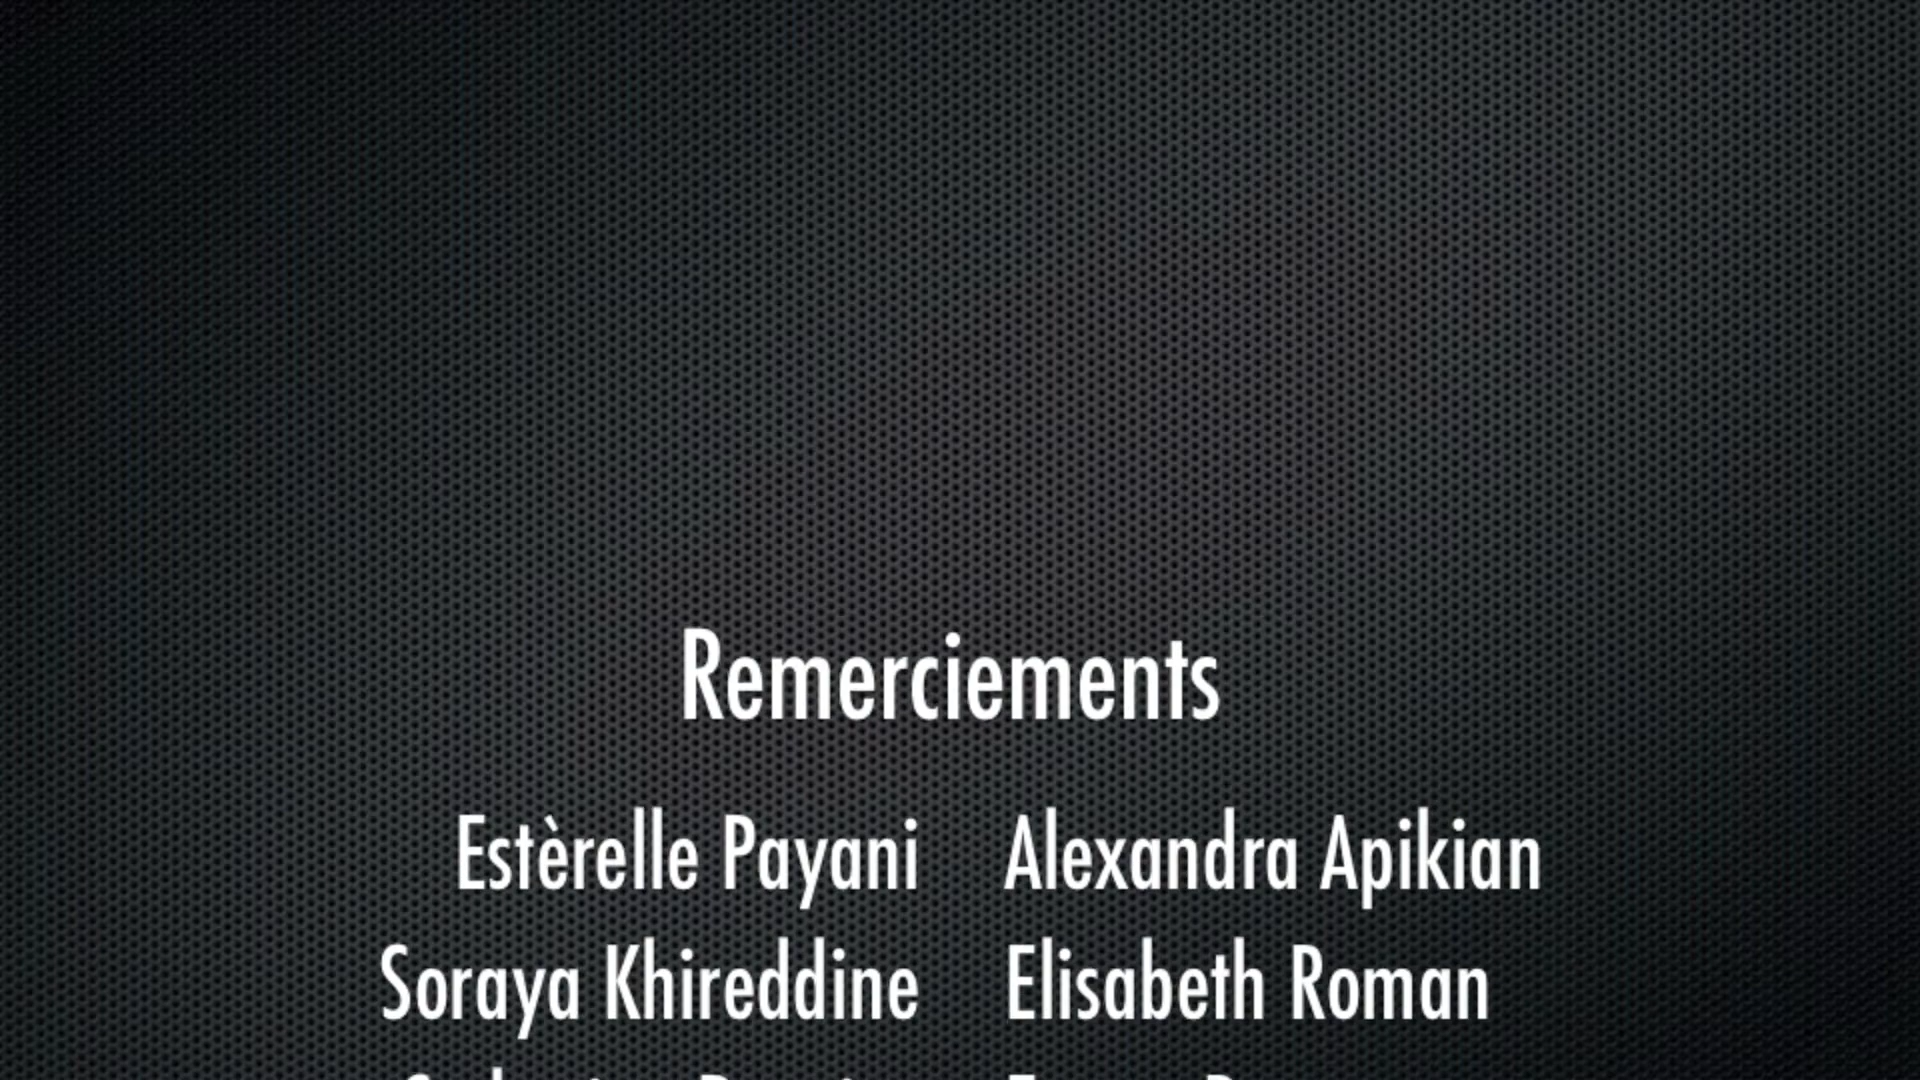 Remerciements
Estèrelle Payani Alexandra Apikian
Soraya Khireddine Elisabeth Roman